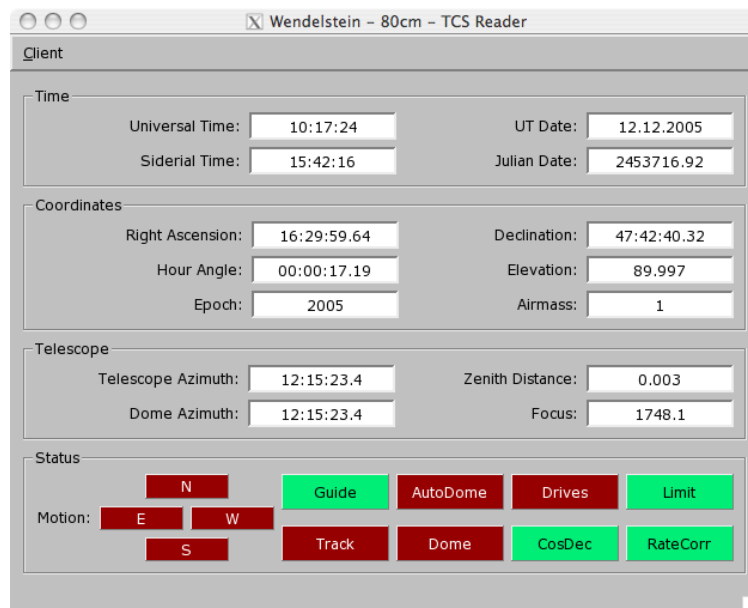 X Wendelstein – 80cm – TCS Reader
Client
Time
Universal Time: 10:17:24 UT Date: 12.12.2005
Siderial Time: 15:42:16 Julian Date: 2453716.92
Coordinates
Right Ascension: 16:29:59.64 Declination: 47:42:40.32
Hour Angle: 00:00:17.19 Elevation: 89.997
Epoch: 2005 Airmass: 1
Telescope
Telescope Azimuth: 12:15:23.4 Zenith Distance: 0.003
Dome Azimuth: 12:15:23.4 Focus: 1748.1
Status
N Guide AutoDome Drives Limit
Motion: E W
S Track Dome CosDec RateCorr